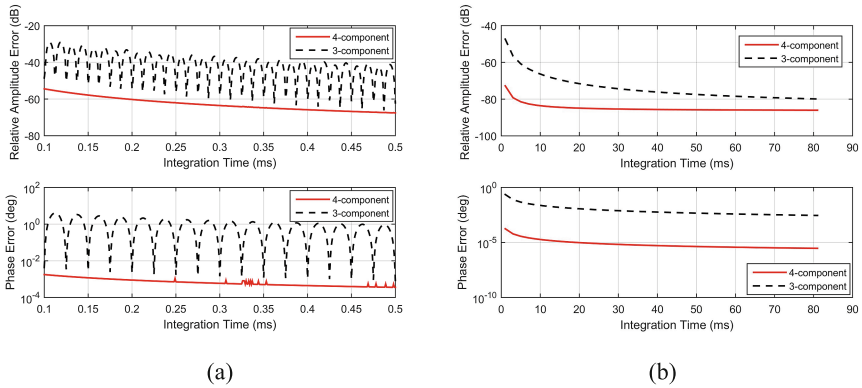 Relative Amplitude Error (dB)
-20
-40
-60
-80
4-component
3-component
0.1 0.15 0.2 0.25 0.3 0.35 0.4 0.45 0.5
Integration Time (ms)
Phase Error (deg)
10^2
10^0
10^-2
10^-4
4-component
3-component
0.1 0.15 0.2 0.25 0.3 0.35 0.4 0.45 0.5
Integration Time (ms)
(a)
Relative Amplitude Error (dB)
-40
-60
-80
-100
4-component
3-component
0 10 20 30 40 50 60 70 80 90
Integration Time (ms)
Phase Error (deg)
10^0
10^-5
10^-10
4-component
3-component
0 10 20 30 40 50 60 70 80 90
Integration Time (ms)
(b)